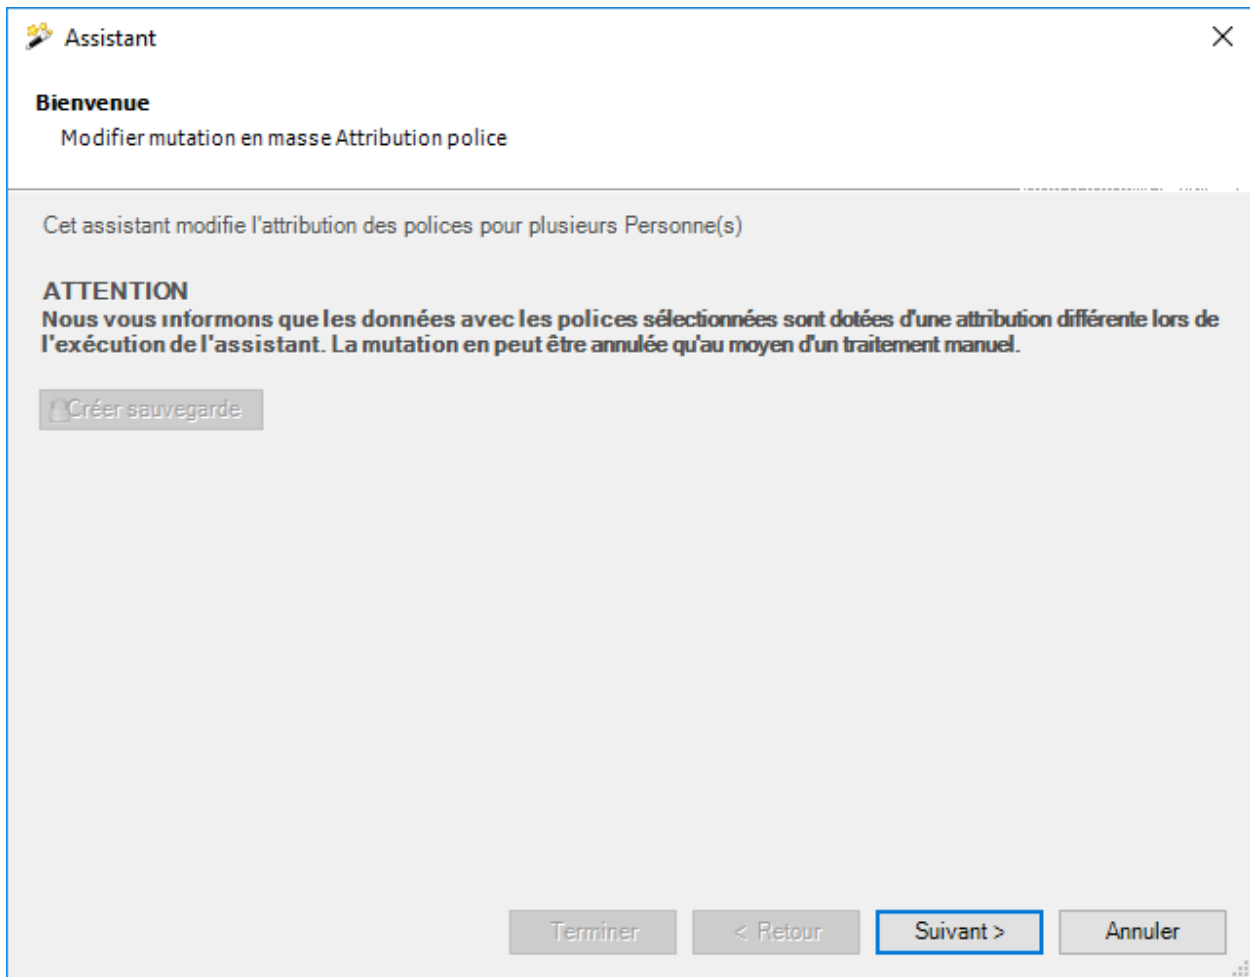 Assistant
Bienvenue
Modifier mutation en masse Attribution police
Cet assistant modifie l'attribution des polices pour plusieurs Personne(s)
ATTENTION
Nous vous informons que les données avec les polices sélectionnées sont dotées d'une attribution différente lors de
l'exécution de l'assistant. La mutation en peut être annulée qu'au moyen d'un traitement manuel.
Créer sauvegarde
Terminer
< Retour
Suivant >
Annuler